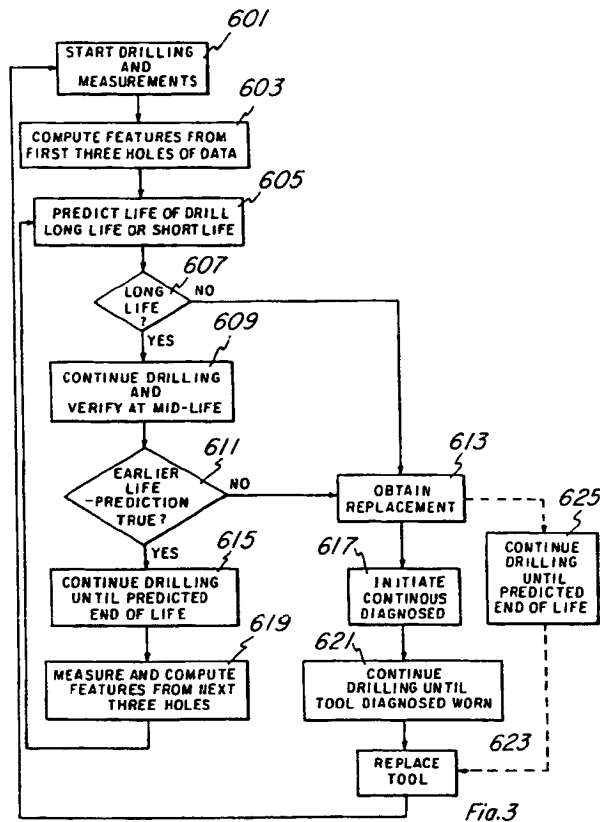 601
START DRILLING
AND
MEASUREMENTS
603
COMPUTE FEATURES FROM
FIRST THREE HOLES OF DATA
605
PREDICT LIFE OF DRILL
LONG LIFE OR SHORT LIFE
607
LONG
LIFE
?
NO
YES
609
CONTINUE DRILLING
AND
VERIFY AT MID-LIFE
611
EARLIER
LIFE
-PREDICTION
TRUE?
NO
YES
613
OBTAIN
REPLACEMENT
615
CONTINUE DRILLING
UNTIL PREDICTED
END OF LIFE
617
INITIATE
CONTINOUS
DIAGNOSED
625
CONTINUE
DRILLING
UNTIL
PREDICTED
END OF LIFE
619
MEASURE AND COMPUTE
FEATURES FROM NEXT
THREE HOLES
621
CONTINUE
DRILLING UNTIL
TOOL DIAGNOSED WORN
623
REPLACE
TOOL
Fig.3